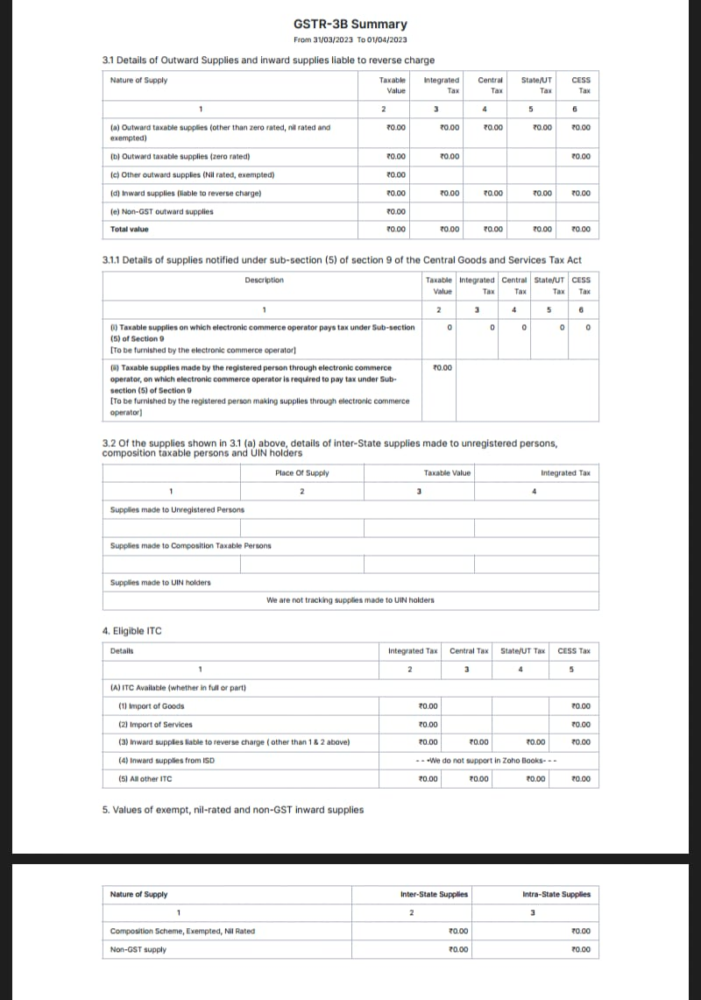 GSTR-3B Summary
From 31/03/2023 To 01/04/2023
3.1 Details of Outward Supplies and inward supplies liable to reverse charge
Nature of Supply Taxable Value Integrated Tax Central Tax State/UT Tax CESS Tax
1 2 3 4 5 6
(a) Outward taxable supplies (other than zero rated, nil rated and
exempted) ₹0.00 ₹0.00 ₹0.00 ₹0.00 ₹0.00
(b) Outward taxable supplies (zero rated) ₹0.00 ₹0.00 ₹0.00
(c) Other outward supplies (Nil rated, exempted) ₹0.00
(d) Inward supplies (liable to reverse charge) ₹0.00 ₹0.00 ₹0.00 ₹0.00 ₹0.00
(e) Non-GST outward supplies ₹0.00
Total value ₹0.00 ₹0.00 ₹0.00 ₹0.00 ₹0.00
3.1.1 Details of supplies notified under sub-section (5) of section 9 of the Central Goods and Services Tax Act
Description Taxable Value Integrated Tax Central Tax State/UT Tax CESS Tax
1 2 3 4 5 6
(i) Taxable supplies on which electronic commerce operator pays tax under Sub-section 0 0 0 0 0
(5) of Section 9
[To be furnished by the electronic commerce operator]
(ii) Taxable supplies made by the registered person through electronic commerce ₹0.00
operator, on which electronic commerce operator is required to pay tax under Sub-
section (5) of Section 9
[To be furnished by the registered person making supplies through electronic commerce
operator]
3.2 Of the supplies shown in 3.1 (a) above, details of inter-State supplies made to unregistered persons,
composition taxable persons and UIN holders
Place Of Supply Taxable Value Integrated Tax
1 2 3 4
Supplies made to Unregistered Persons
Supplies made to Composition Taxable Persons
Supplies made to UIN holders
We are not tracking supplies made to UIN holders
4. Eligible ITC
Details Integrated Tax Central Tax State/UT Tax CESS Tax
1 2 3 4 5
(A) ITC Available (whether in full or part)
(1) Import of Goods ₹0.00 ₹0.00
(2) Import of Services ₹0.00 ₹0.00
(3) Inward supplies liable to reverse charge ( other than 1 & 2 above) ₹0.00 ₹0.00 ₹0.00 ₹0.00
(4) Inward supplies from ISD - - -We do not support in Zoho Books- - -
(5) All other ITC ₹0.00 ₹0.00 ₹0.00 ₹0.00
5. Values of exempt, nil-rated and non-GST inward supplies
Nature of Supply Inter-State Supplies Intra-State Supplies
1 2 3
Composition Scheme, Exempted, Nil Rated ₹0.00 ₹0.00
Non-GST supply ₹0.00 ₹0.00